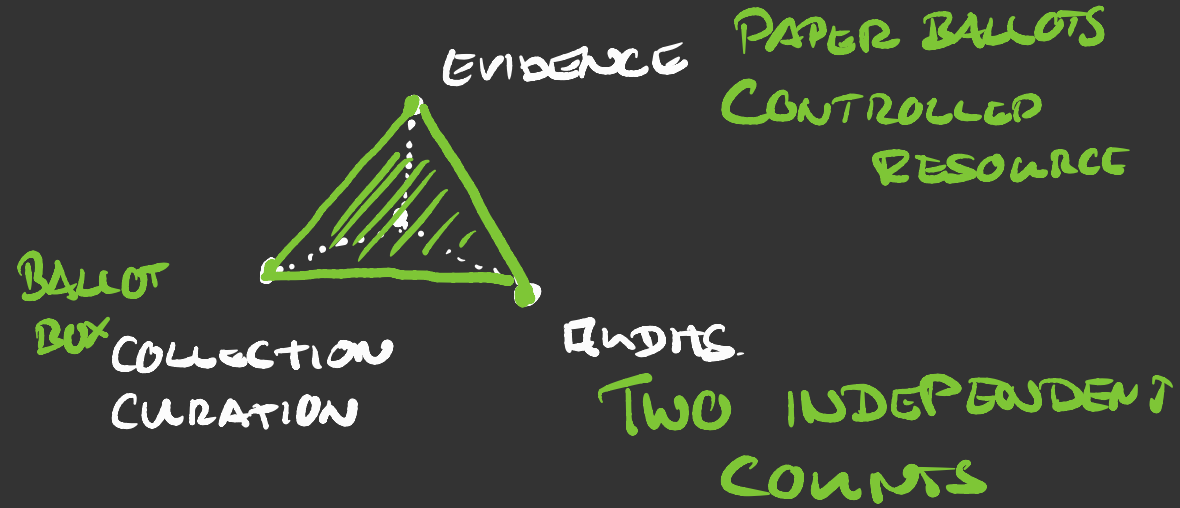 EVIDENCE
PAPER BALLOTS
CONTROLLED
RESOURCE
BALLOT
BOX
COLLECTION
CURATION
AUDITS.
TWO INDEPENDENT
COUNTS